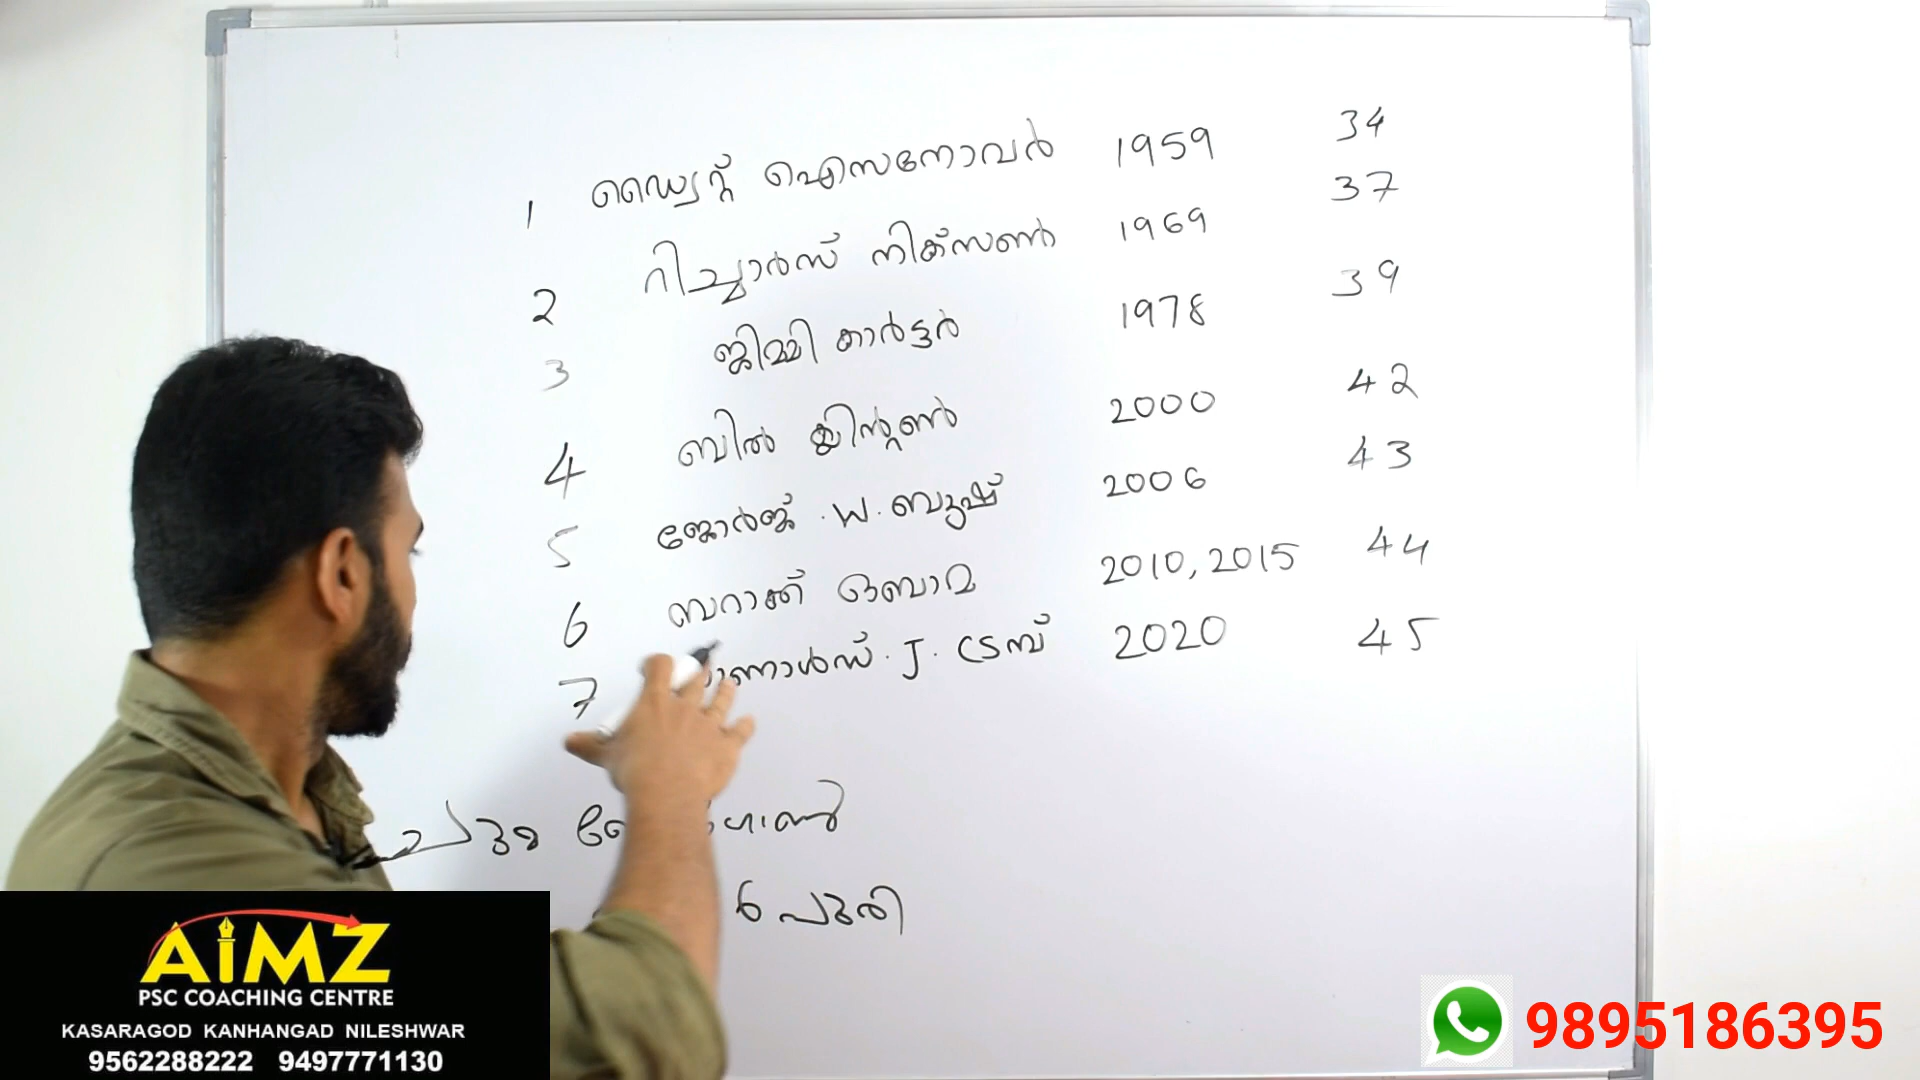 1 ഡ്വൈറ്റ് ഐസനോവർ 1959 34
2 റിച്ചാർസ് നിക്സൺ 1969 37
3 ജിമ്മി കാർട്ടർ 1978 39
4 ബിൽ ക്ലിന്റൺ 2000 42
5 ജോർജ് .W. ബുഷ് 2006 43
6 ബറാക്ക് ഒബാമ 2010, 2015 44
7 J. ട്രമ്പ് 2020 45
AIMZ
PSC COACHING CENTRE
KASARAGOD KANHANGAD NILESHWAR
9562288222 9497771130
9895186395